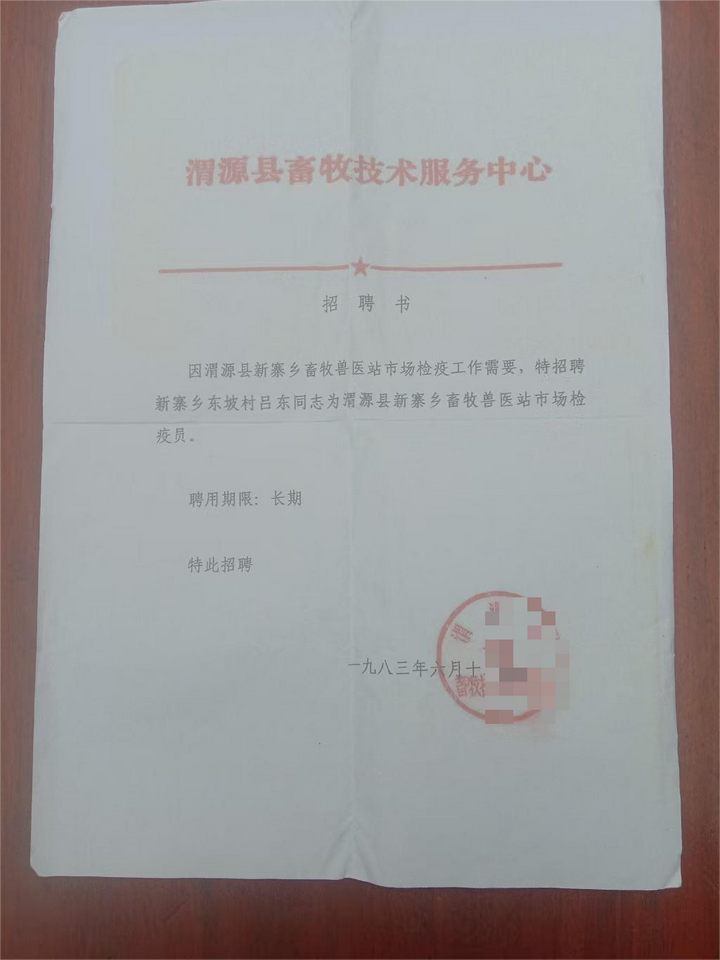 渭源县畜牧技术服务中心
招聘书
因渭源县新寨乡畜牧兽医站市场检疫工作需要，特招聘
新寨乡东坡村吕东同志为渭源县新寨乡畜牧兽医站市场检
疫员。
聘用期限：长期
特此招聘
渭
一九八三年六月十
畜牧